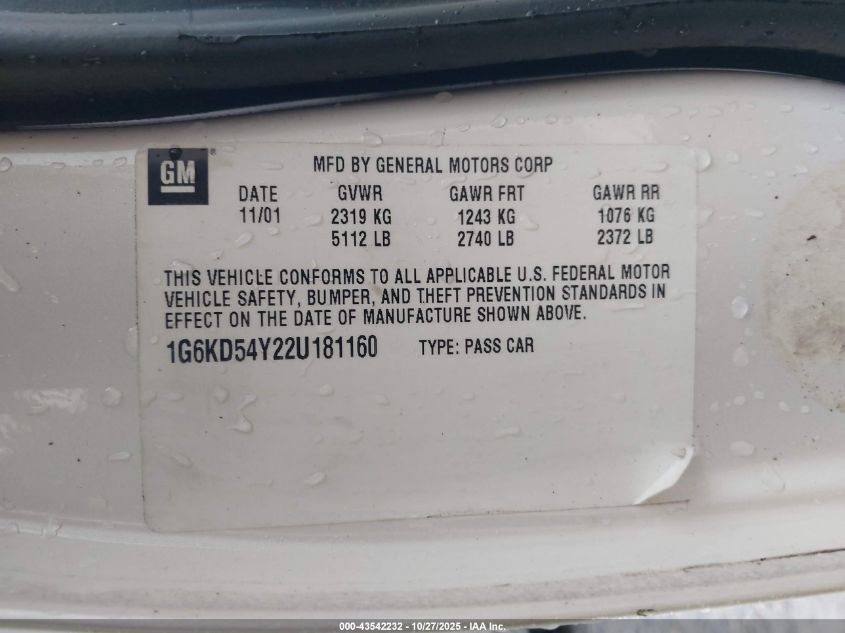 GM
MFD BY GENERAL MOTORS CORP
DATE GVWR GAWR FRT GAWR RR
11/01 2319 KG 1243 KG 1076 KG
5112 LB 2740 LB 2372 LB
THIS VEHICLE CONFORMS TO ALL APPLICABLE U.S. FEDERAL MOTOR
VEHICLE SAFETY, BUMPER, AND THEFT PREVENTION STANDARDS IN
EFFECT ON THE DATE OF MANUFACTURE SHOWN ABOVE.
1G6KD54Y22U181160 TYPE: PASS CAR
000-43542232 - 10/27/2025 - IAA Inc.